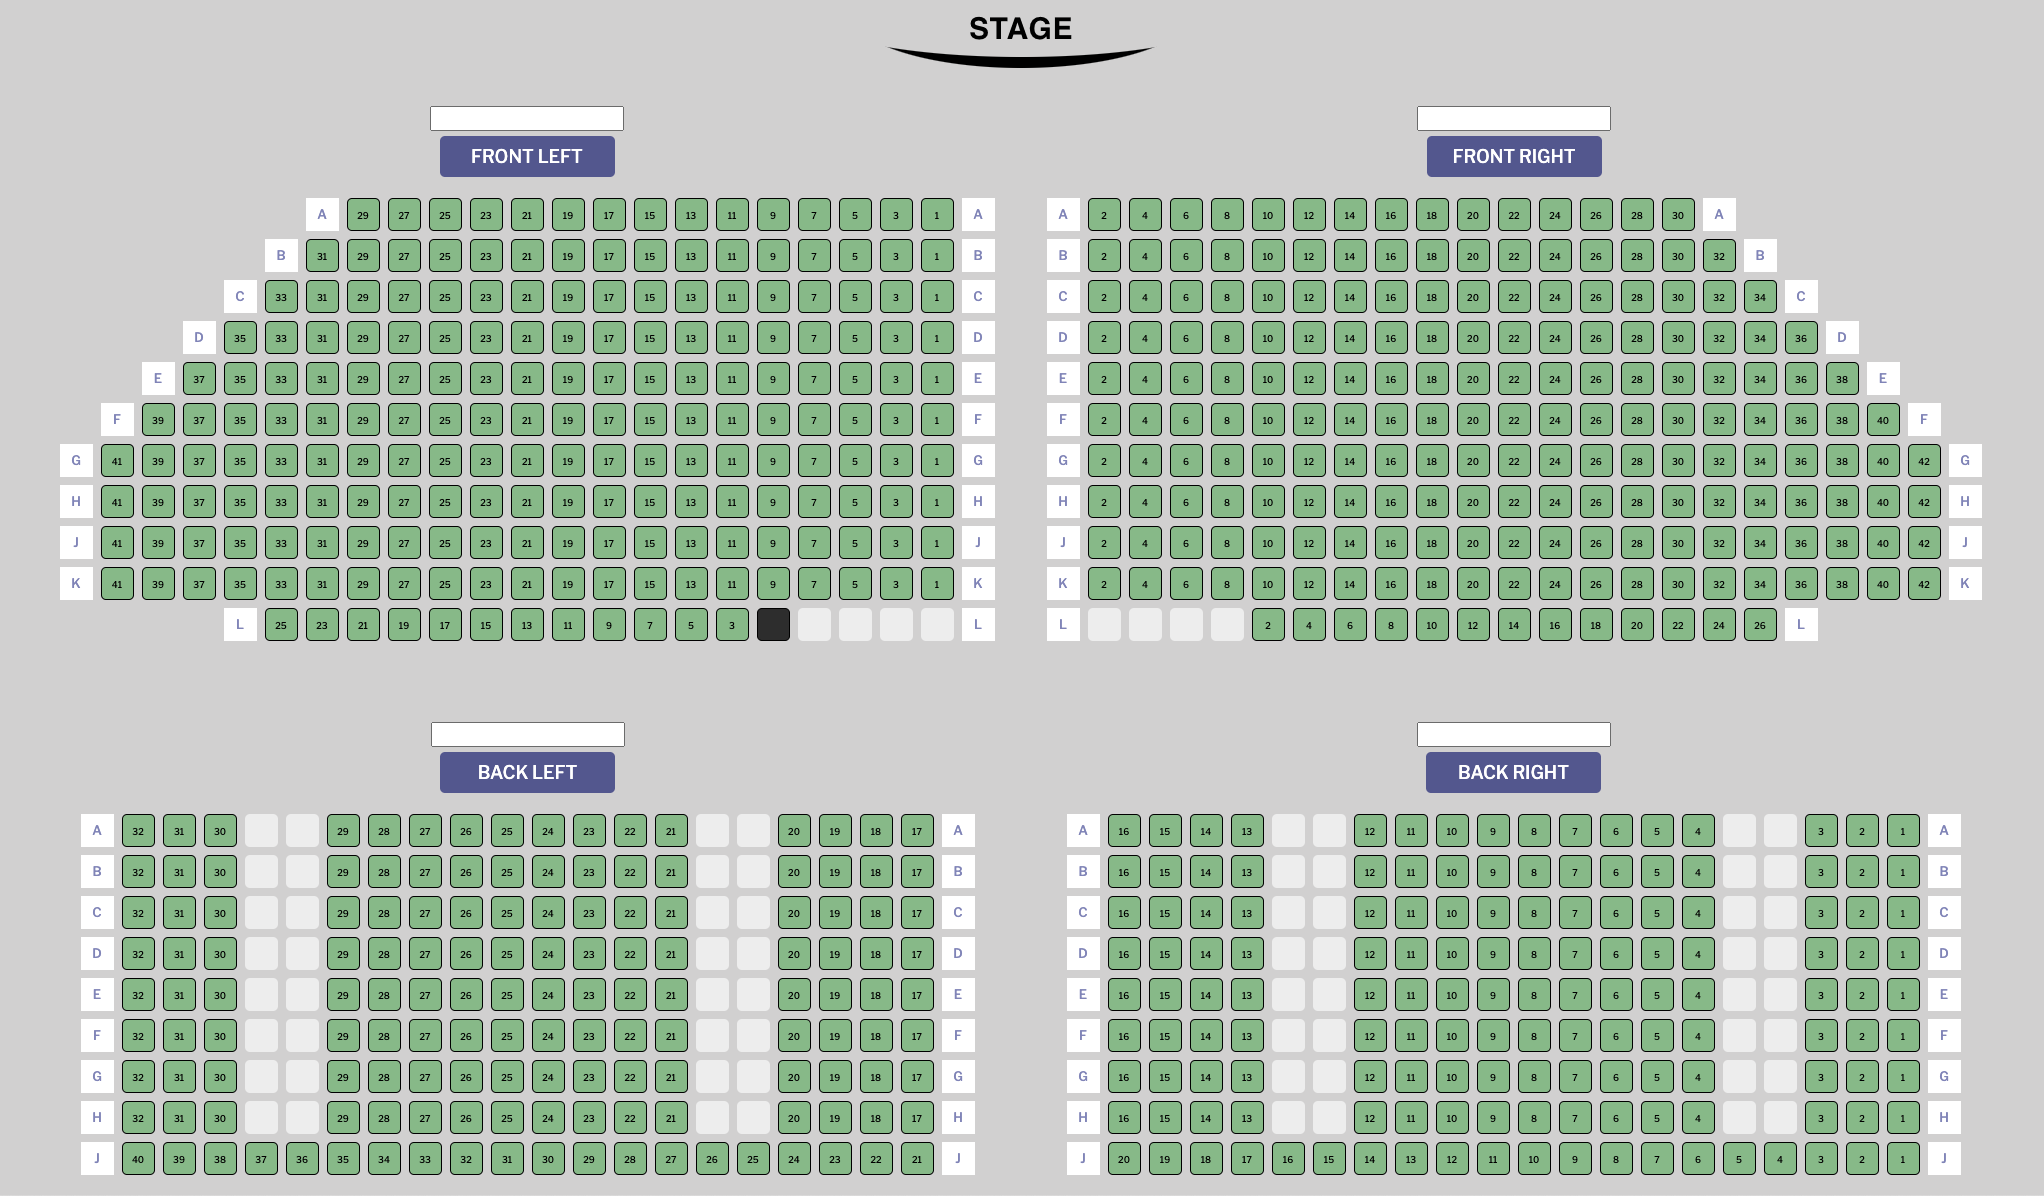 STAGE
FRONT LEFT
FRONT RIGHT
A 29 27 25 23 21 19 17 15 13 11 9 7 5 3 1 A
A 2 4 6 8 10 12 14 16 18 20 22 24 26 28 30 A
B 31 29 27 25 23 21 19 17 15 13 11 9 7 5 3 1 B
B 2 4 6 8 10 12 14 16 18 20 22 24 26 28 30 32 B
C 33 31 29 27 25 23 21 19 17 15 13 11 9 7 5 3 1 C
C 2 4 6 8 10 12 14 16 18 20 22 24 26 28 30 32 34 C
D 35 33 31 29 27 25 23 21 19 17 15 13 11 9 7 5 3 1 D
D 2 4 6 8 10 12 14 16 18 20 22 24 26 28 30 32 34 36 D
E 37 35 33 31 29 27 25 23 21 19 17 15 13 11 9 7 5 3 1 E
E 2 4 6 8 10 12 14 16 18 20 22 24 26 28 30 32 34 36 38 E
F 39 37 35 33 31 29 27 25 23 21 19 17 15 13 11 9 7 5 3 1 F
F 2 4 6 8 10 12 14 16 18 20 22 24 26 28 30 32 34 36 38 40 F
G 41 39 37 35 33 31 29 27 25 23 21 19 17 15 13 11 9 7 5 3 1 G
G 2 4 6 8 10 12 14 16 18 20 22 24 26 28 30 32 34 36 38 40 42 G
H 41 39 37 35 33 31 29 27 25 23 21 19 17 15 13 11 9 7 5 3 1 H
H 2 4 6 8 10 12 14 16 18 20 22 24 26 28 30 32 34 36 38 40 42 H
J 41 39 37 35 33 31 29 27 25 23 21 19 17 15 13 11 9 7 5 3 1 J
J 2 4 6 8 10 12 14 16 18 20 22 24 26 28 30 32 34 36 38 40 42 J
K 41 39 37 35 33 31 29 27 25 23 21 19 17 15 13 11 9 7 5 3 1 K
K 2 4 6 8 10 12 14 16 18 20 22 24 26 28 30 32 34 36 38 40 42 K
L 25 23 21 19 17 15 13 11 9 7 5 3 L
L 2 4 6 8 10 12 14 16 18 20 22 24 26 L
BACK LEFT
BACK RIGHT
A 32 31 30 29 28 27 26 25 24 23 22 21 20 19 18 17 A
A 16 15 14 13 12 11 10 9 8 7 6 5 4 3 2 1 A
B 32 31 30 29 28 27 26 25 24 23 22 21 20 19 18 17 B
B 16 15 14 13 12 11 10 9 8 7 6 5 4 3 2 1 B
C 32 31 30 29 28 27 26 25 24 23 22 21 20 19 18 17 C
C 16 15 14 13 12 11 10 9 8 7 6 5 4 3 2 1 C
D 32 31 30 29 28 27 26 25 24 23 22 21 20 19 18 17 D
D 16 15 14 13 12 11 10 9 8 7 6 5 4 3 2 1 D
E 32 31 30 29 28 27 26 25 24 23 22 21 20 19 18 17 E
E 16 15 14 13 12 11 10 9 8 7 6 5 4 3 2 1 E
F 32 31 30 29 28 27 26 25 24 23 22 21 20 19 18 17 F
F 16 15 14 13 12 11 10 9 8 7 6 5 4 3 2 1 F
G 32 31 30 29 28 27 26 25 24 23 22 21 20 19 18 17 G
G 16 15 14 13 12 11 10 9 8 7 6 5 4 3 2 1 G
H 32 31 30 29 28 27 26 25 24 23 22 21 20 19 18 17 H
H 16 15 14 13 12 11 10 9 8 7 6 5 4 3 2 1 H
J 40 39 38 37 36 35 34 33 32 31 30 29 28 27 26 25 24 23 22 21 J
J 20 19 18 17 16 15 14 13 12 11 10 9 8 7 6 5 4 3 2 1 J